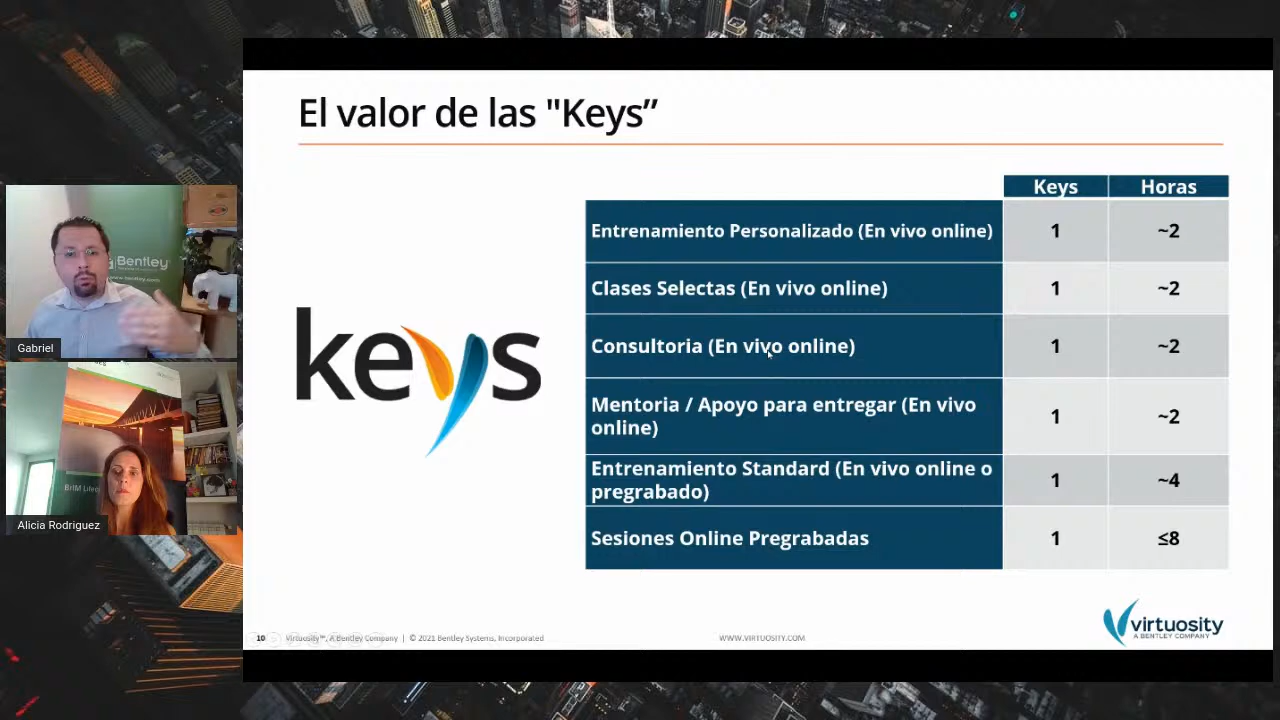 El valor de las "Keys”
Keys Horas
Entrenamiento Personalizado (En vivo online) 1 ~2
Clases Selectas (En vivo online) 1 ~2
Consultoria (En vivo online) 1 ~2
Mentoria / Apoyo para entregar (En vivo
online) 1 ~2
Entrenamiento Standard (En vivo online o
pregrabado) 1 ~4
Sesiones Online Pregrabadas 1 ≤8
keys
Bentley
www.bentley.com
Gabriel
Alicia Rodriguez
10 Virtuosity™, A Bentley Company | © 2021 Bentley Systems, Incorporated
WWW.VIRTUOSITY.COM
virtuosity
A BENTLEY COMPANY